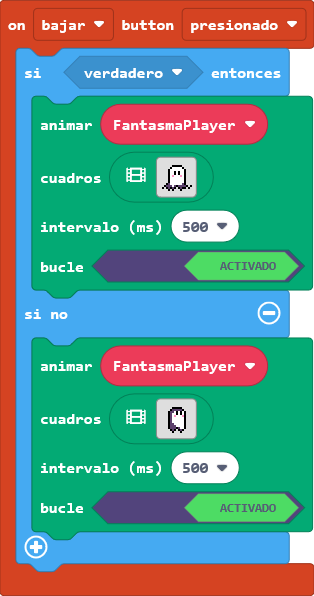 on bajar button presionado
si verdadero entonces
animar FantasmaPlayer
cuadros
intervalo (ms) 500
bucle ACTIVADO
si no
animar FantasmaPlayer
cuadros
intervalo (ms) 500
bucle ACTIVADO